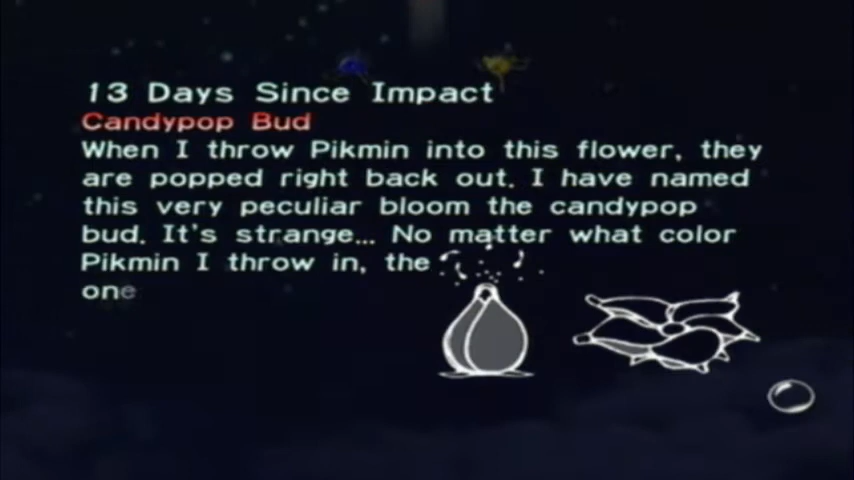 13 Days Since Impact
Candypop Bud
When I throw Pikmin into this flower, they
are popped right back out. I have named
this very peculiar bloom the candypop
bud. It's strange... No matter what color
Pikmin I throw in, the
one